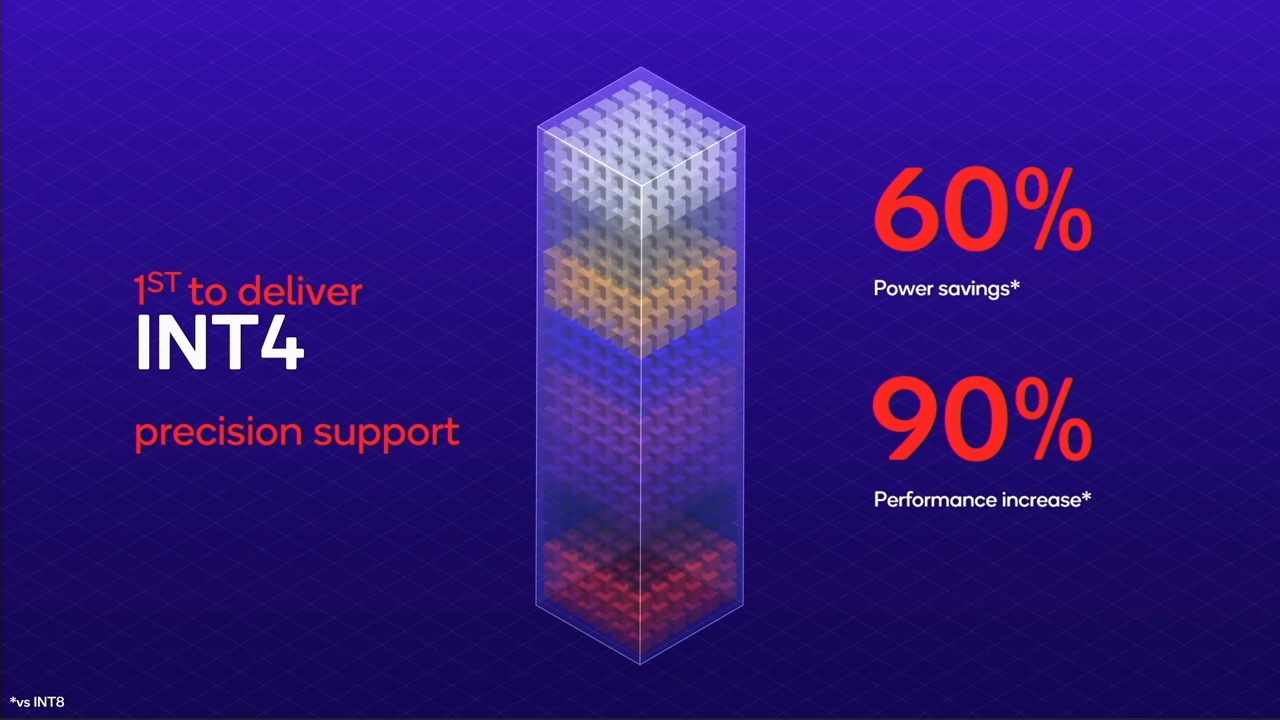 1ST to deliver
INT4
precision support
60%
Power savings*
90%
Performance increase*
*vs INT8